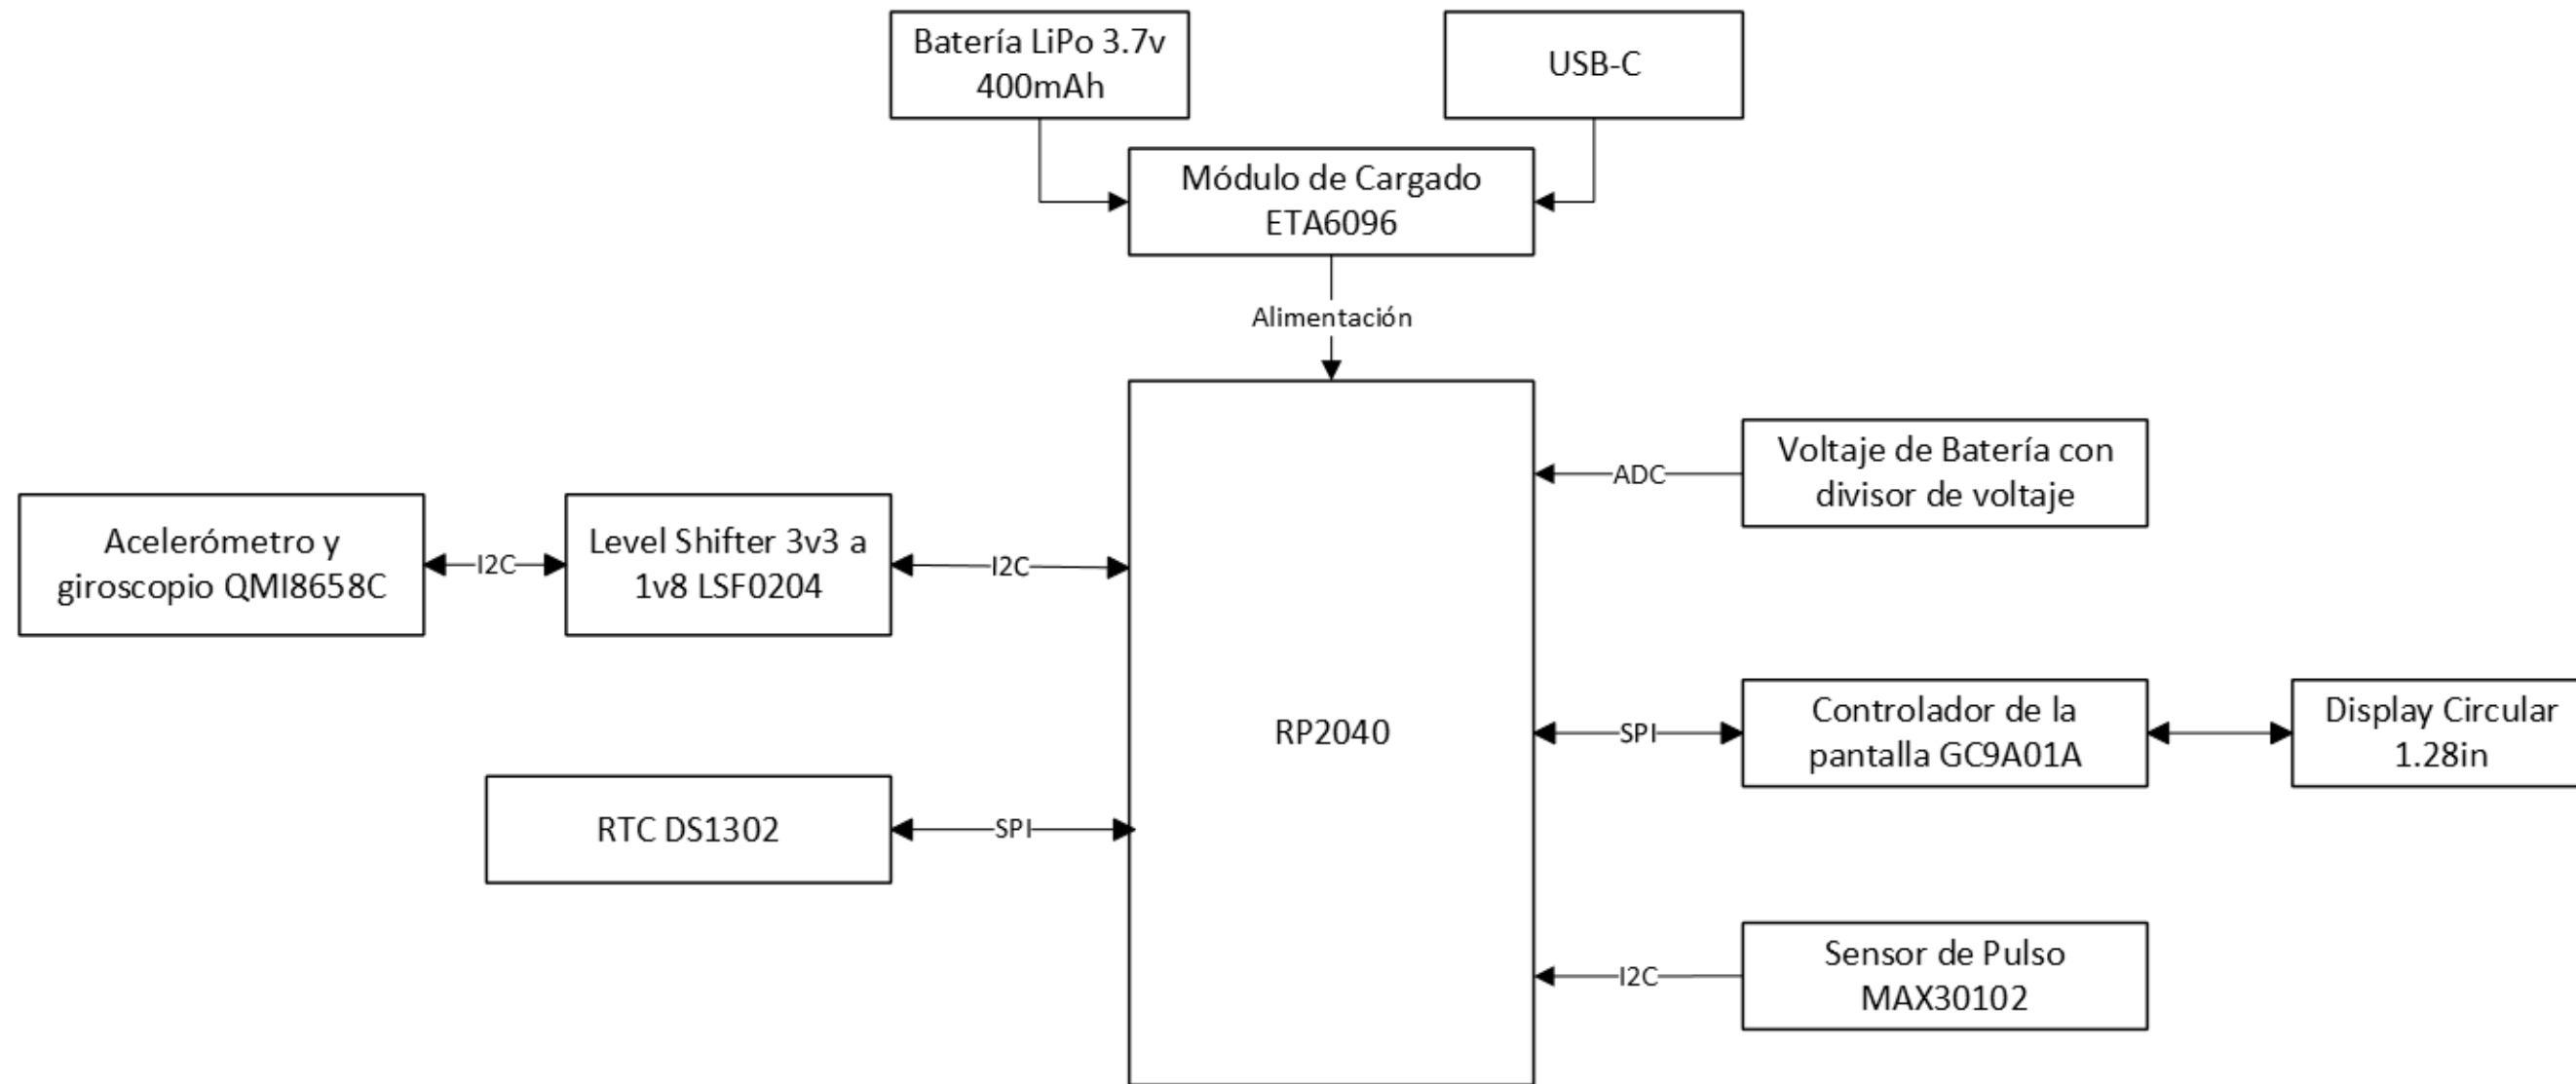 Batería LiPo 3.7v
400mAh
USB-C
Módulo de Cargado
ETA6096
Alimentación
Voltaje de Batería con
divisor de voltaje
ADC
Acelerómetro y
giroscopio QMI8658C
I2C
Level Shifter 3v3 a
1v8 LSF0204
I2C
RP2040
SPI
Controlador de la
pantalla GC9A01A
Display Circular
1.28in
RTC DS1302
SPI
I2C
Sensor de Pulso
MAX30102